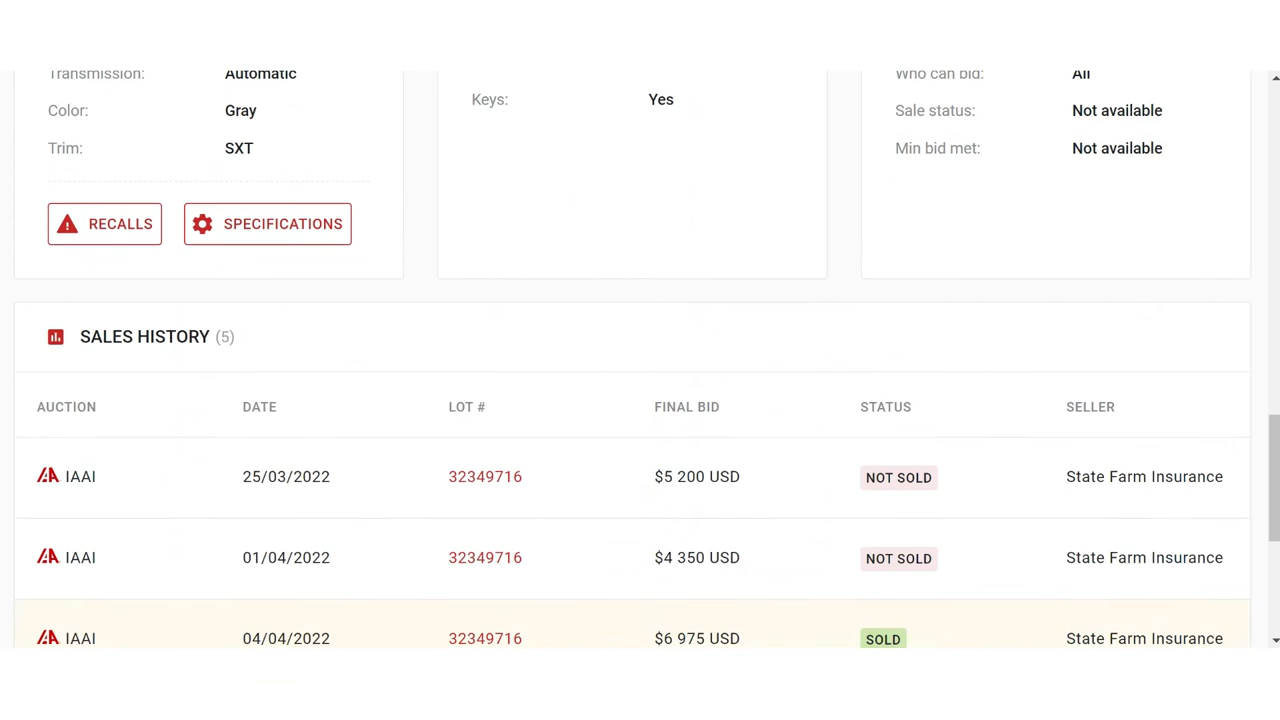 Transmission: Automatic
Color: Gray
Trim: SXT
RECALLS SPECIFICATIONS
Keys: Yes
Who can bid: All
Sale status: Not available
Min bid met: Not available
SALES HISTORY (5)
AUCTION DATE LOT # FINAL BID STATUS SELLER
IAAI 25/03/2022 32349716 $5 200 USD NOT SOLD State Farm Insurance
IAAI 01/04/2022 32349716 $4 350 USD NOT SOLD State Farm Insurance
IAAI 04/04/2022 32349716 $6 975 USD SOLD State Farm Insurance